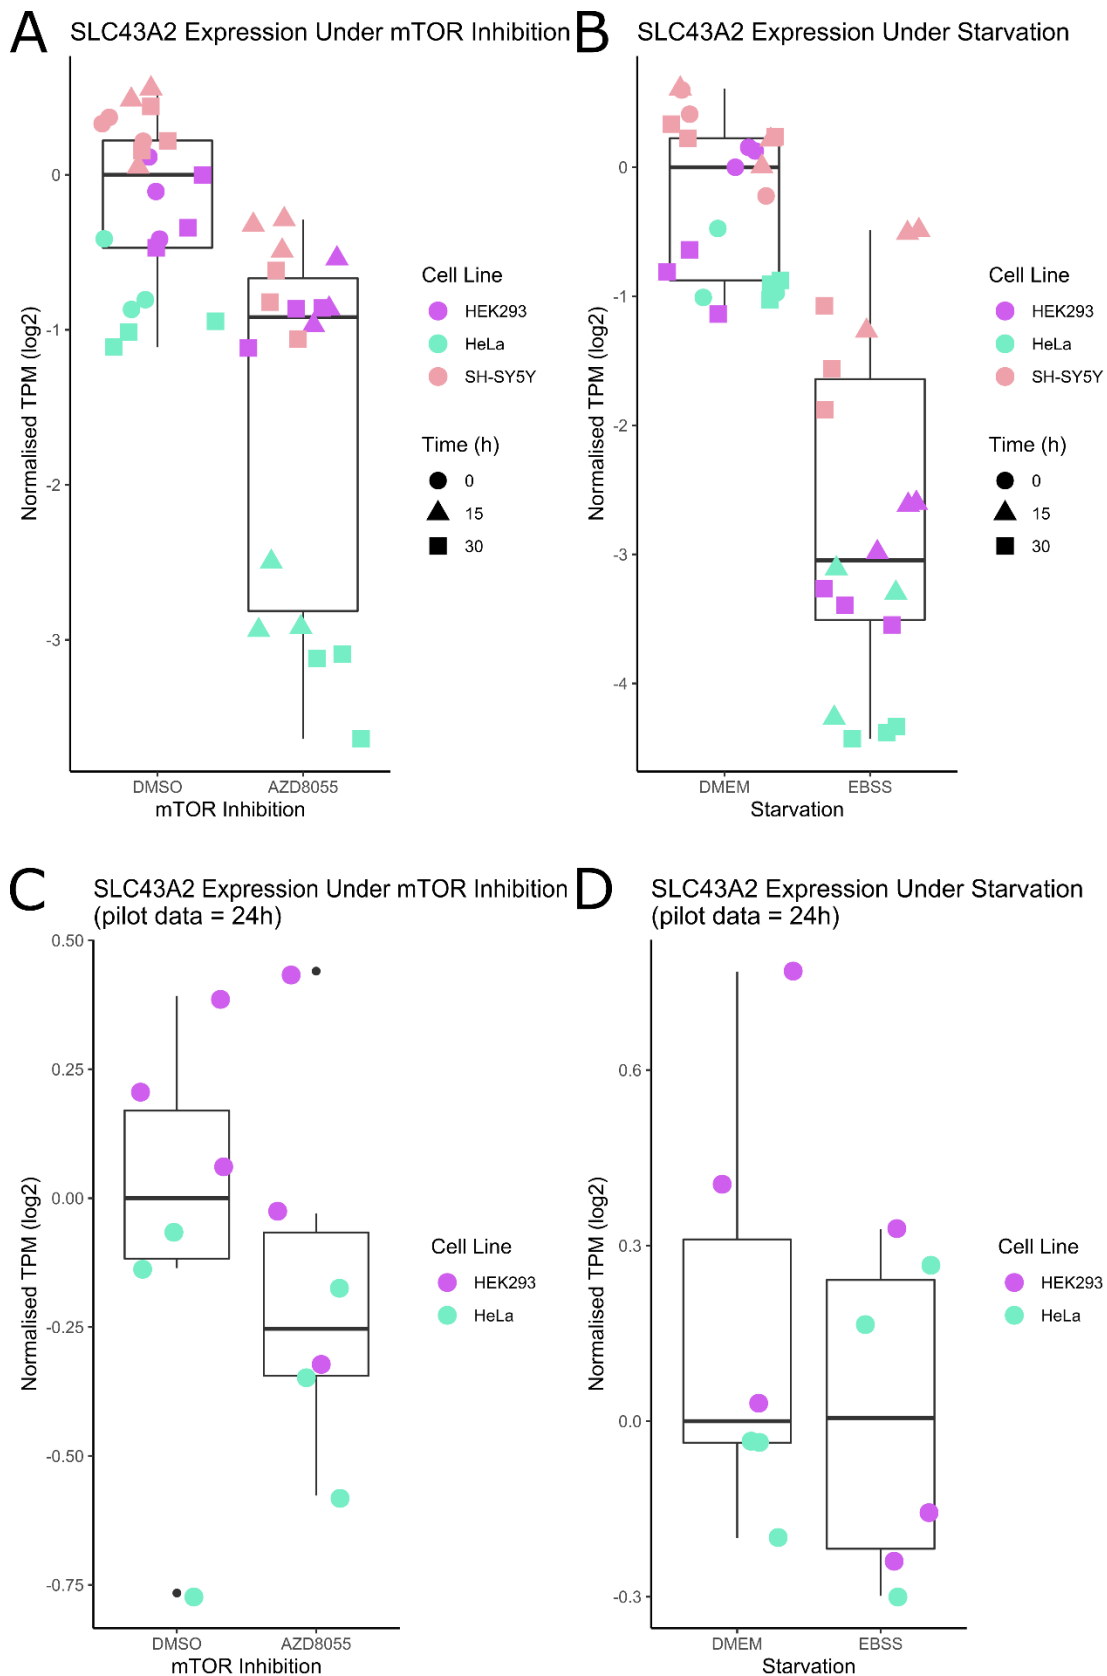 A
SLC43A2 Expression Under mTOR Inhibition
Normalised TPM (log2)
0
-1
-2
-3
DMSO
AZD8055
mTOR Inhibition
Cell Line
HEK293
HeLa
SH-SY5Y
Time (h)
0
15
30
B
SLC43A2 Expression Under Starvation
Normalised TPM (log2)
0
-1
-2
-3
-4
DMEM
EBSS
Starvation
Cell Line
HEK293
HeLa
SH-SY5Y
Time (h)
0
15
30
C
SLC43A2 Expression Under mTOR Inhibition
(pilot data = 24h)
Normalised TPM (log2)
0.50
0.25
0.00
-0.25
-0.50
-0.75
DMSO
AZD8055
mTOR Inhibition
Cell Line
HEK293
HeLa
D
SLC43A2 Expression Under Starvation
(pilot data = 24h)
Normalised TPM (log2)
0.6
0.3
0.0
-0.3
DMEM
EBSS
Starvation
Cell Line
HEK293
HeLa